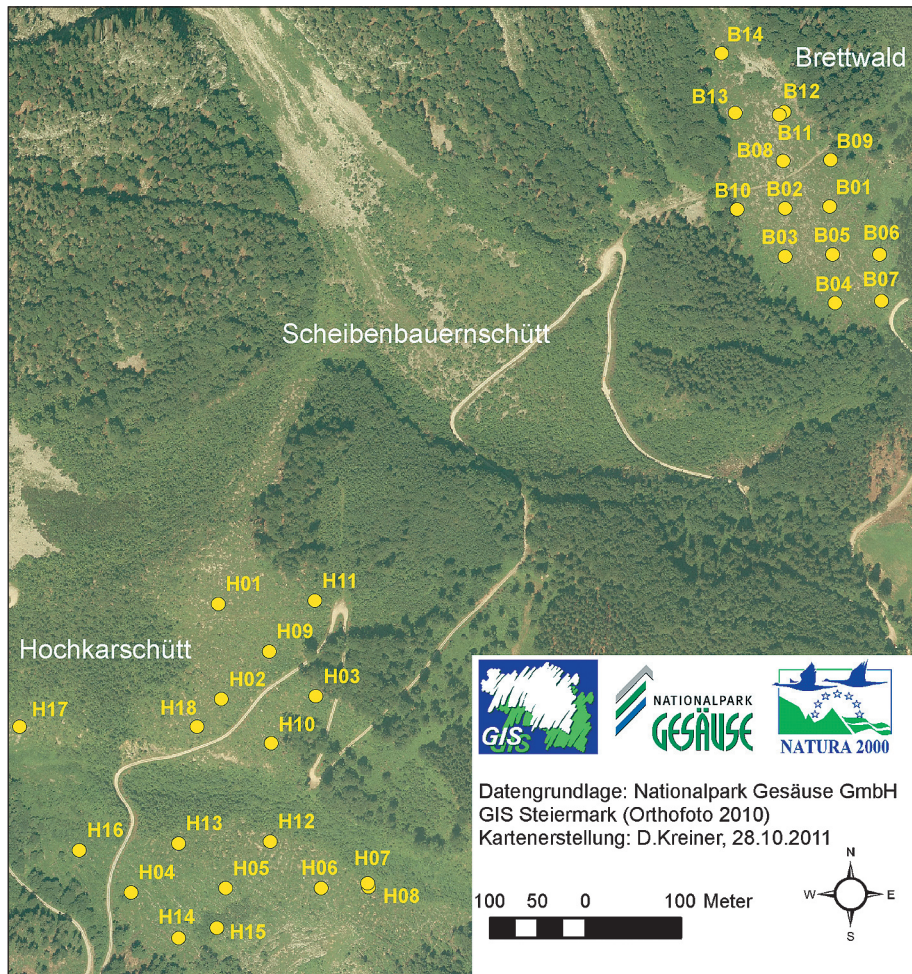 B14
Brettwald
B13
B12
B11
B08
B09
B10
B02
B01
B03
B05
B06
B04
B07
Scheibenbauernschütt
H01
H11
Hochkarschütt
H09
H02
H03
H17
H18
H10
H16
H13
H12
H04
H05
H06
H07
H08
H14
H15
GIS
GIS
NATIONALPARK
GESÄUSE
NATURA 2000
Datengrundlage: Nationalpark Gesäuse GmbH
GIS Steiermark (Orthofoto 2010)
Kartenerstellung: D.Kreiner, 28.10.2011
100 50 0 100 Meter
N
W E
S